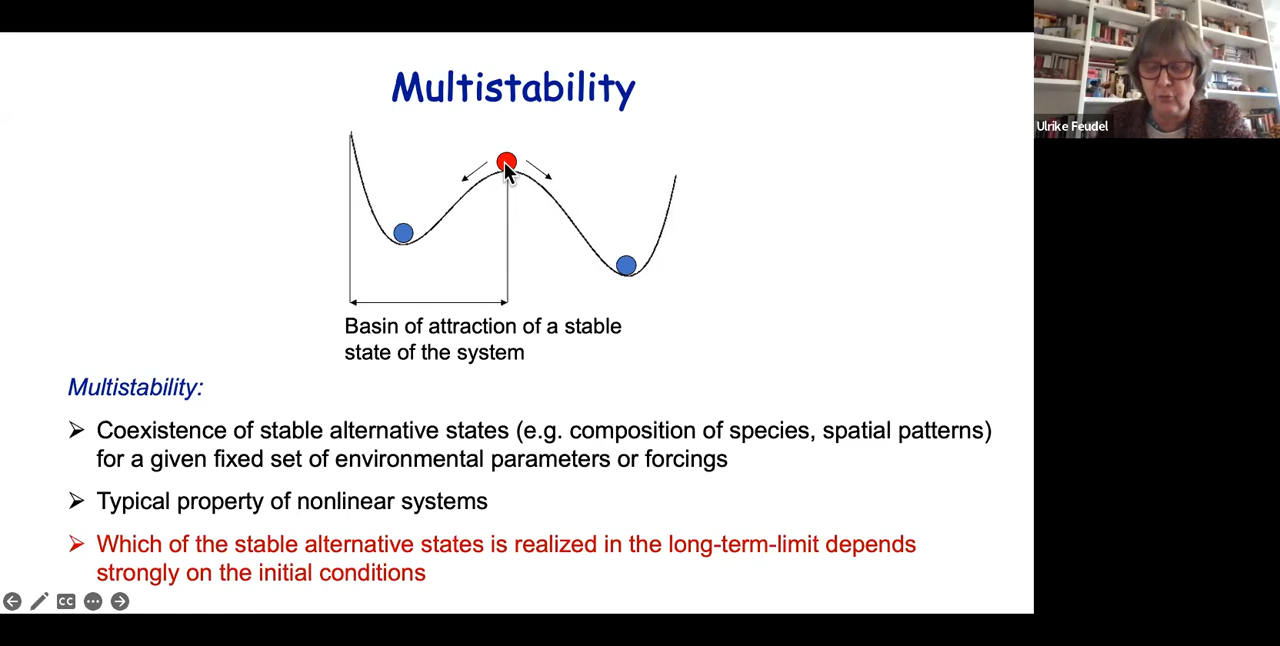 Multistability
Ulrike Feudel
Basin of attraction of a stable
state of the system
Multistability:
➢ Coexistence of stable alternative states (e.g. composition of species, spatial patterns)
for a given fixed set of environmental parameters or forcings
➢ Typical property of nonlinear systems
➢ Which of the stable alternative states is realized in the long-term-limit depends
strongly on the initial conditions
CC